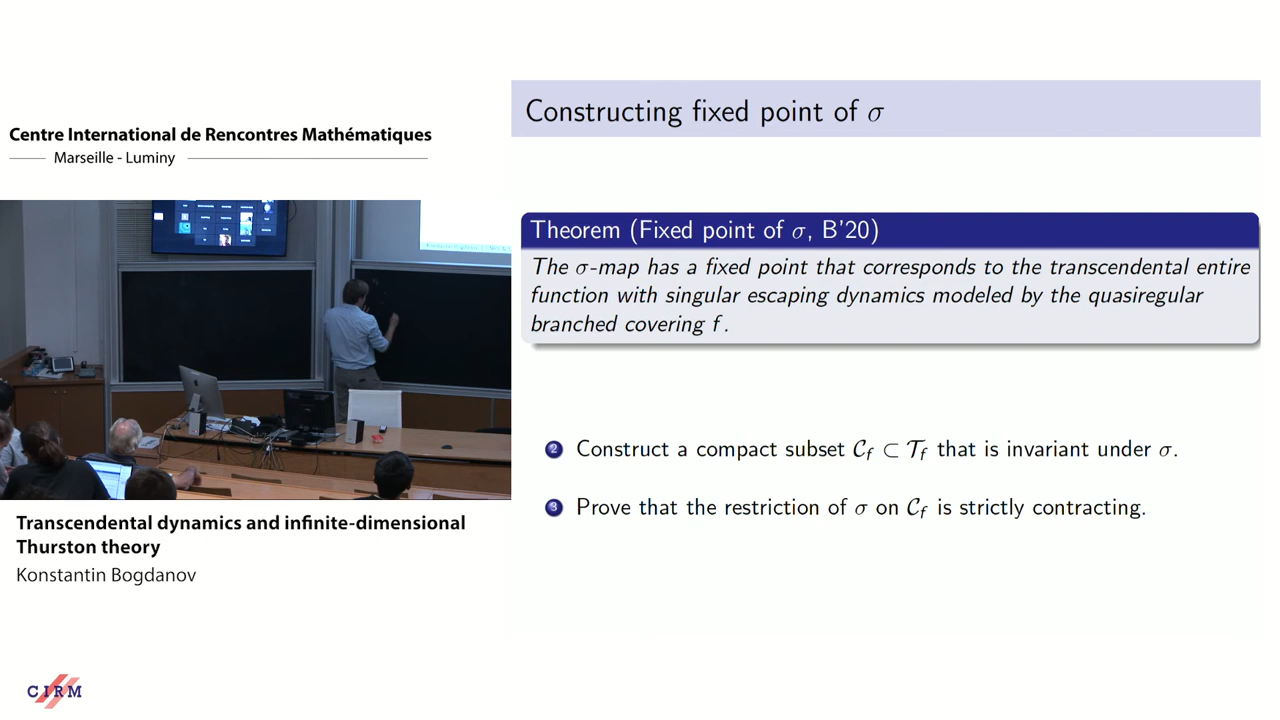 Centre International de Rencontres Mathématiques
Marseille - Luminy
Transcendental dynamics and infinite-dimensional
Thurston theory
Konstantin Bogdanov
CIRM
Constructing fixed point of σ
Theorem (Fixed point of σ, B'20)
The σ-map has a fixed point that corresponds to the transcendental entire
function with singular escaping dynamics modeled by the quasiregular
branched covering f.
2 Construct a compact subset 𝒞_f ⊂ 𝒯_f that is invariant under σ.
3 Prove that the restriction of σ on 𝒞_f is strictly contracting.